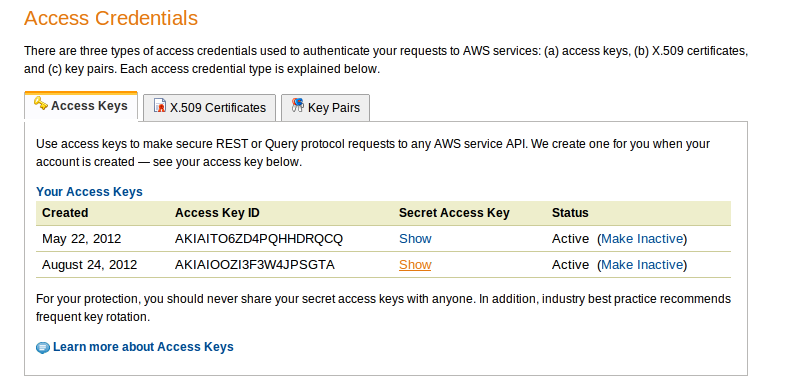 Access Credentials
There are three types of access credentials used to authenticate your requests to AWS services: (a) access keys, (b) X.509 certificates,
and (c) key pairs. Each access credential type is explained below.
Access Keys X.509 Certificates Key Pairs
Use access keys to make secure REST or Query protocol requests to any AWS service API. We create one for you when your
account is created — see your access key below.
Your Access Keys
Created Access Key ID Secret Access Key Status
May 22, 2012 AKIAITO6ZD4PQHHDRQCQ Show Active (Make Inactive)
August 24, 2012 AKIAIOOZI3F3W4JPSGTA Show Active (Make Inactive)
For your protection, you should never share your secret access keys with anyone. In addition, industry best practice recommends
frequent key rotation.
Learn more about Access Keys